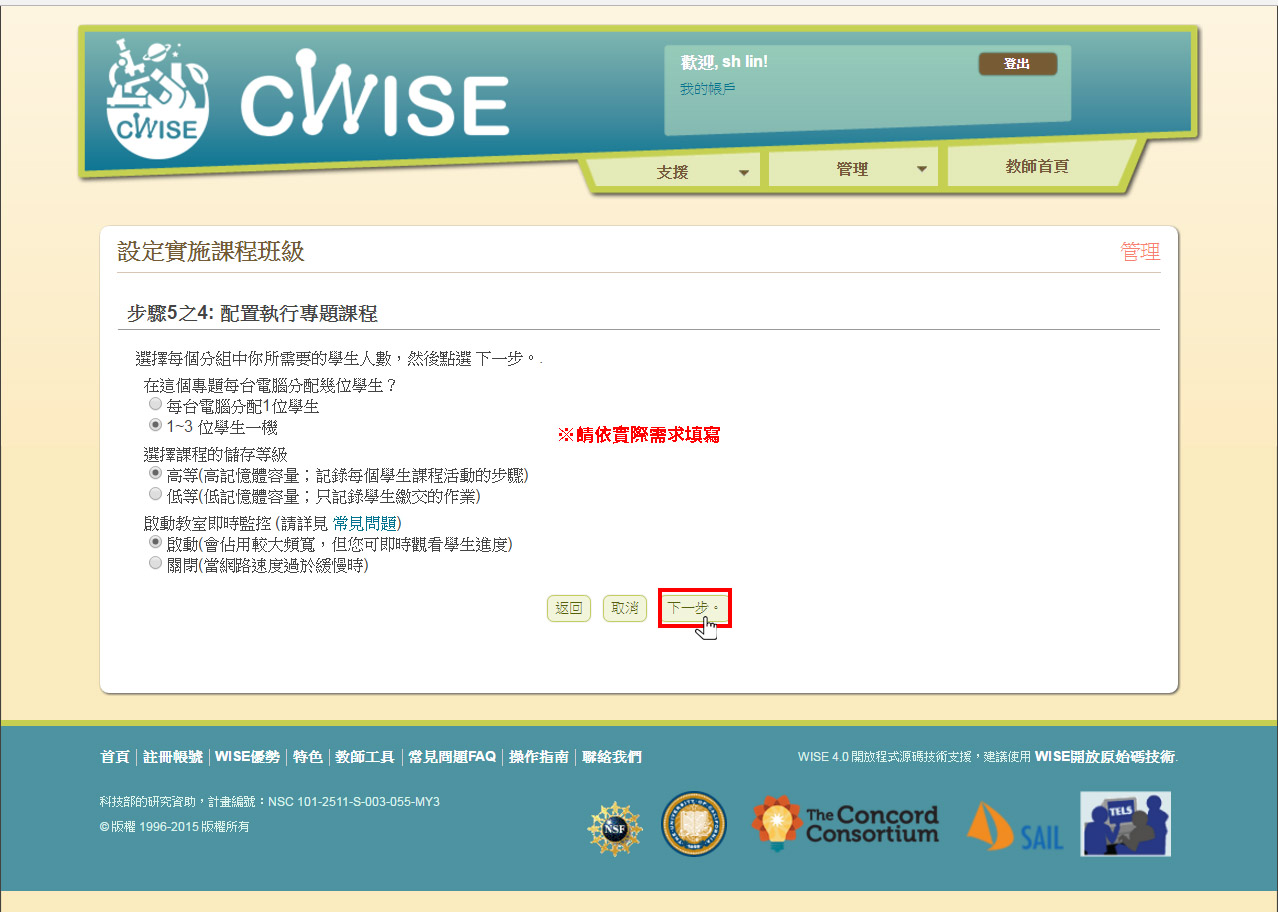 CWISE
CWISE
歡迎, sh lin!
登出
我的帳戶
支援
管理
教師首頁
設定實施課程班級
管理
步驟5之4: 配置執行專題課程
選擇每個分組中你所需要的學生人數，然後點選 下一步。.
在這個專題每台電腦分配幾位學生？
每台電腦分配1位學生
1~3 位學生一機
※請依實際需求填寫
選擇課程的儲存等級
高等(高記憶體容量；記錄每個學生課程活動的步驟)
低等(低記憶體容量；只記錄學生繳交的作業)
啟動教室即時監控 (請詳見 常見問題)
啟動(會佔用較大頻寬，但您可即時觀看學生進度)
關閉(當網路速度過於緩慢時)
返回
取消
下一步。
首頁 | 註冊帳號 | WISE優勢 | 特色 | 教師工具 | 常見問題FAQ | 操作指南 | 聯絡我們
WISE 4.0 開放程式源碼技術支援，建議使用 WISE開放原始碼技術.
科技部的研究資助，計畫編號：NSC 101-2511-S-003-055-MY3
© 版權 1996-2015 版權所有
NSF
The Concord
Consortium
SAIL
TELS